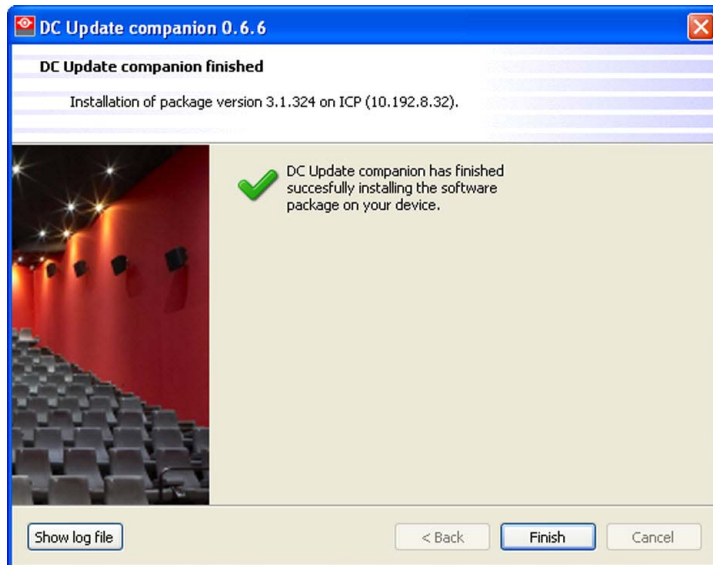 DC Update companion 0.6.6
DC Update companion finished
Installation of package version 3.1.324 on ICP (10.192.8.32).
DC Update companion has finished
succesfully installing the software
package on your device.
Show log file
< Back
Finish
Cancel